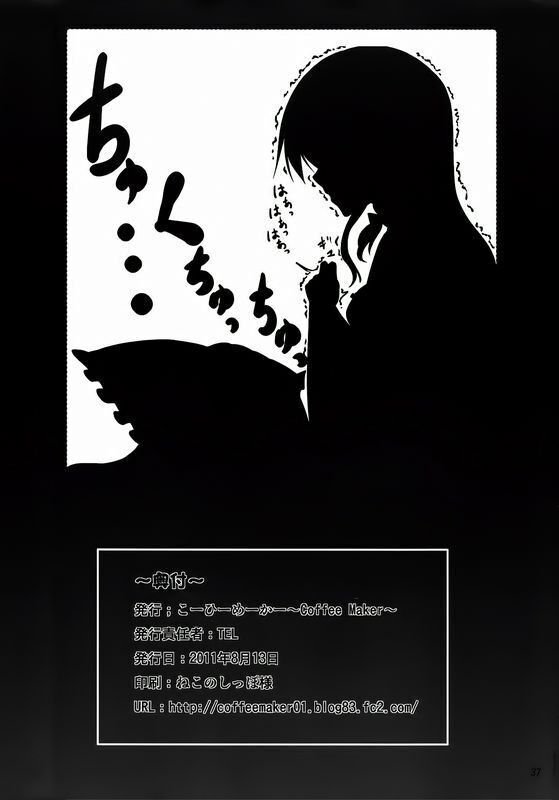 ちゅく
ちゅっ
ちゅっ
はぁっ
はぁっ
はぁっ
～奥付～
発行；こーひーめーかー～Coffee Maker～
発行責任者：TEL
発行日：2011年8月13日
印刷：ねこのしっぽ様
URL：http://coffeemaker01.blog83.fc2.com/
37